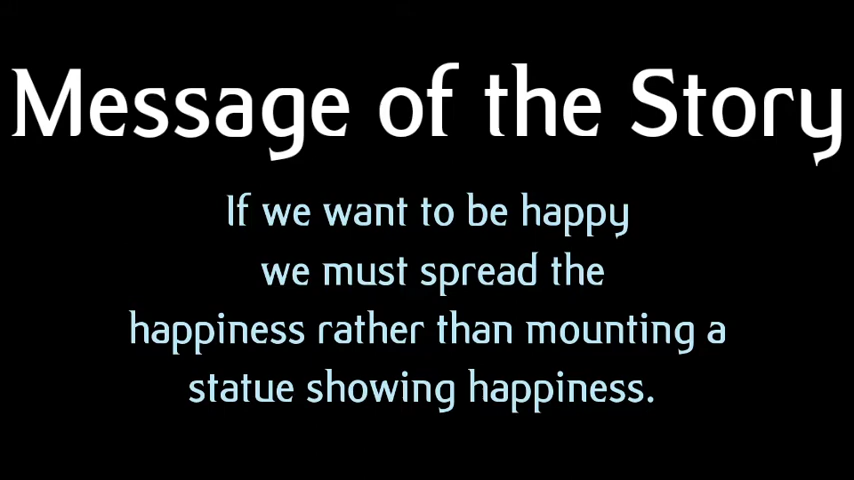 Message of the Story
If we want to be happy
we must spread the
happiness rather than mounting a
statue showing happiness.